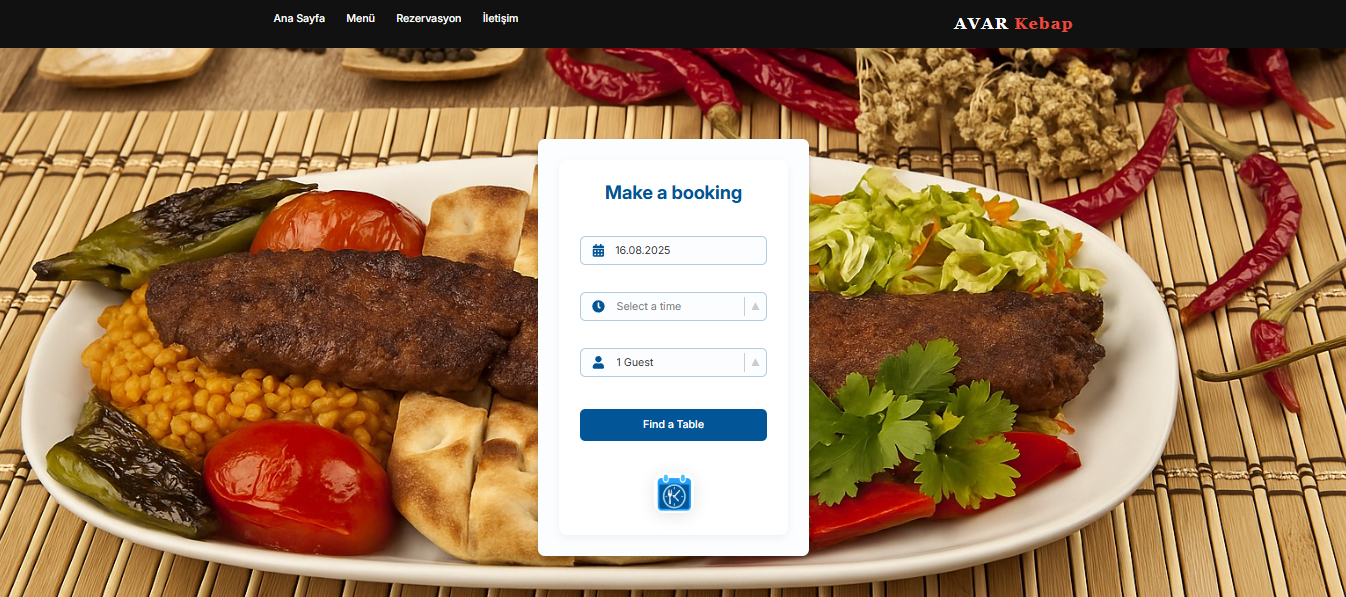 Ana Sayfa Menü Rezervasyon İletişim
AVAR Kebap
Make a booking
16.08.2025
Select a time
1 Guest
Find a Table